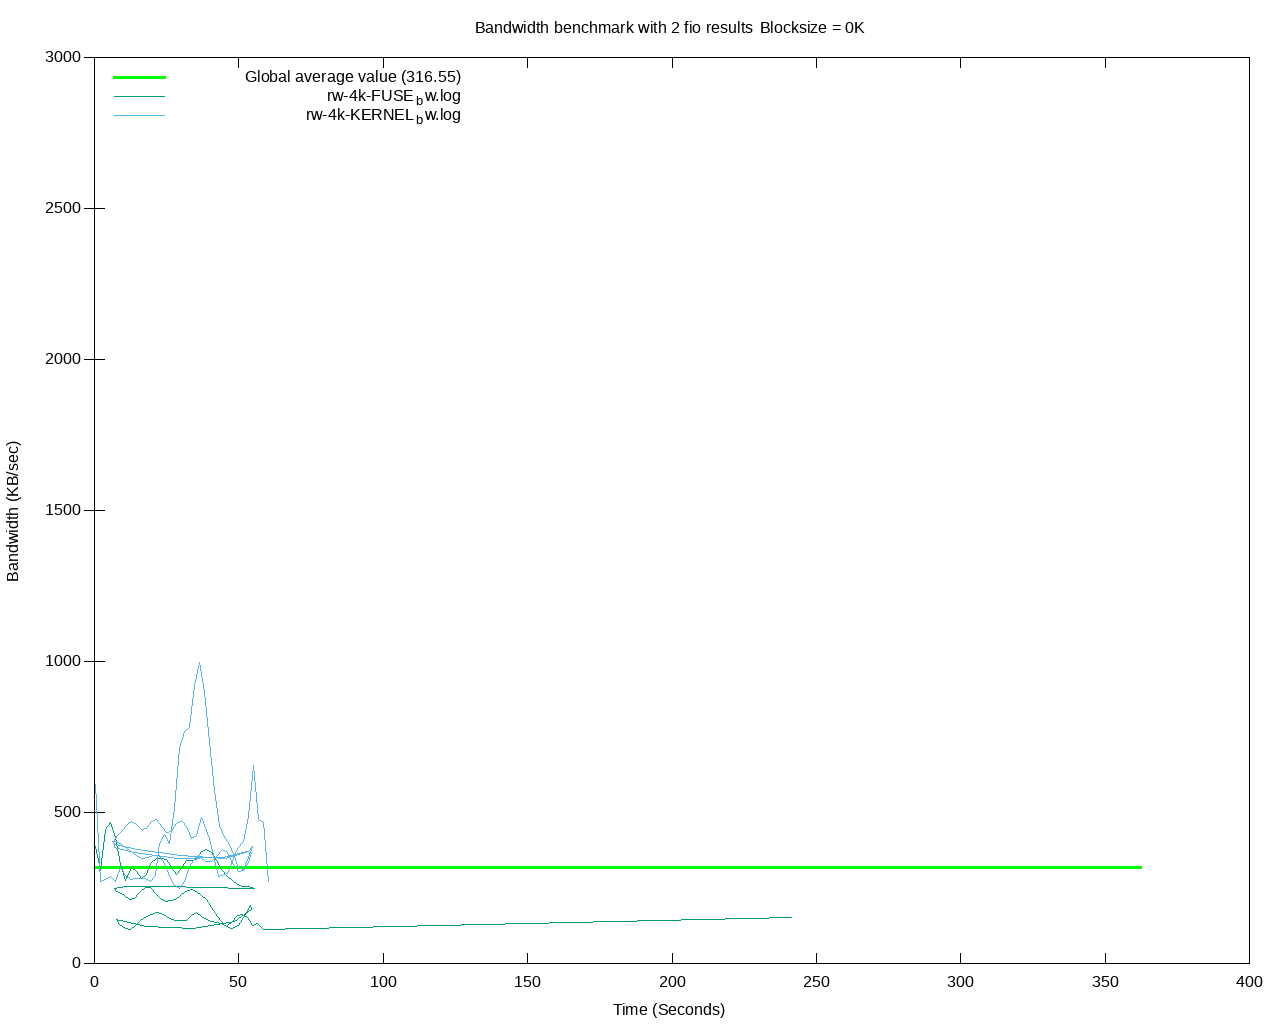 Bandwidth benchmark with 2 fio results Blocksize = 0K
3000
2500
2000
1500
1000
500
0
Global average value (316.55)
rw-4k-FUSE_bw.log
rw-4k-KERNEL_bw.log
Bandwidth (KB/sec)
0 50 100 150 200 250 300 350 400
Time (Seconds)